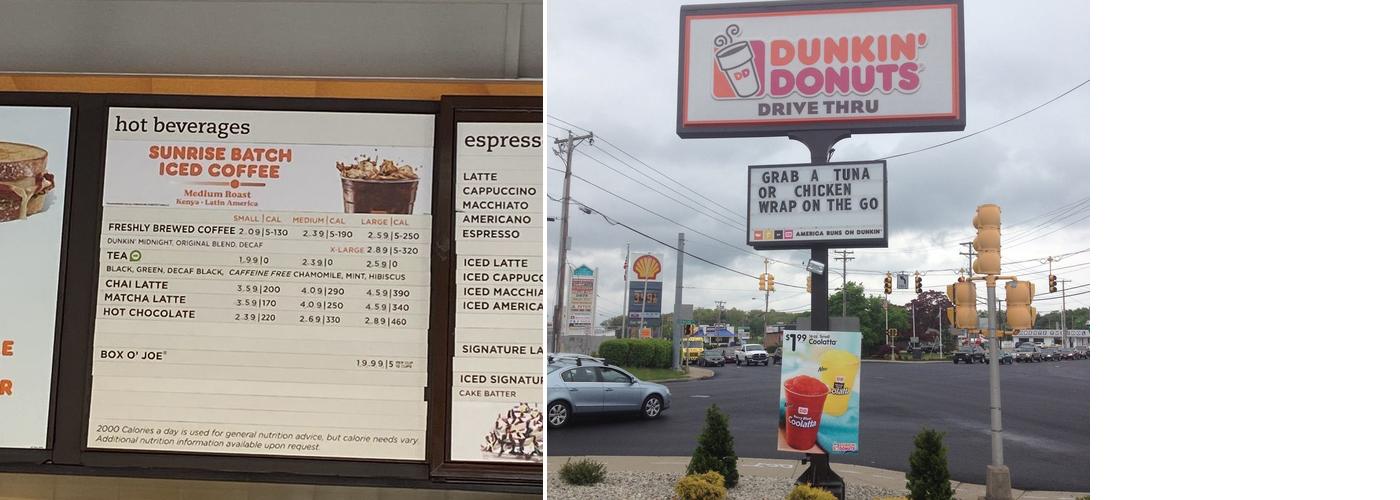 hot beverages
SUNRISE BATCH
ICED COFFEE
Medium Roast
Kenya · Latin America
SMALL|CAL MEDIUM|CAL LARGE|CAL
FRESHLY BREWED COFFEE 2.09|5-130 2.39|5-190 2.59|5-250
DUNKIN' MIDNIGHT, ORIGINAL BLEND, DECAF X-LARGE 2.89|5-320
TEA 1.99|0 2.39|0 2.59|0
BLACK, GREEN, DECAF BLACK, CAFFEINE FREE CHAMOMILE, MINT, HIBISCUS
CHAI LATTE 3.59|200 4.09|290 4.59|390
MATCHA LATTE 3.59|170 4.09|250 4.59|340
HOT CHOCOLATE 2.39|220 2.69|330 2.89|460
BOX O' JOE® 19.99|5
2000 Calories a day is used for general nutrition advice, but calorie needs vary.
Additional nutrition information available upon request.
E
R
espress
LATTE
CAPPUCCINO
MACCHIATO
AMERICANO
ESPRESSO
ICED LATTE
ICED CAPPUCC
ICED MACCHIA
ICED AMERICA
SIGNATURE LA
ICED SIGNATUR
CAKE BATTER
DUNKIN'
DONUTS
DD
DRIVE THRU
GRAB A TUNA
OR CHICKEN
WRAP ON THE GO
AMERICA RUNS ON DUNKIN'
$1.99
Coolatta
New
Coolatta
Coolatta